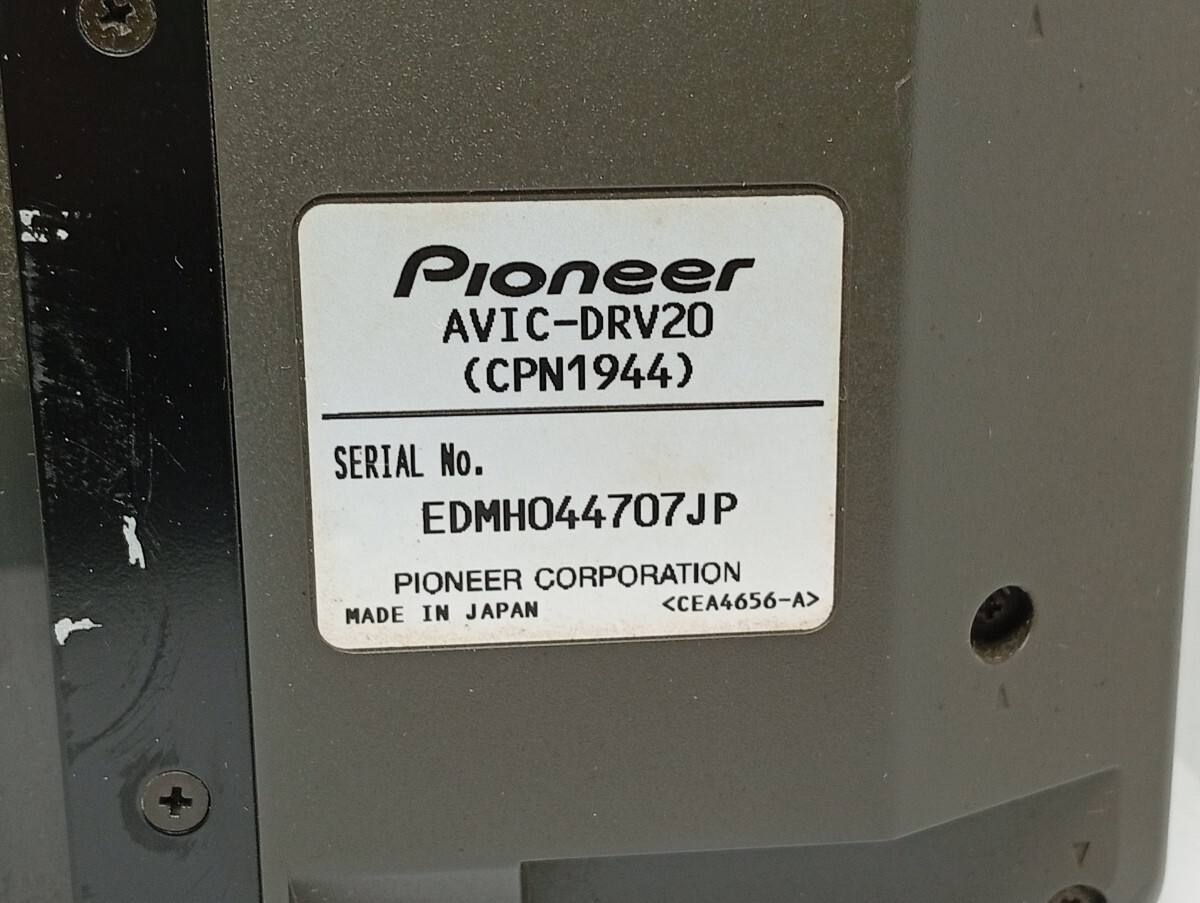 Pioneer
AVIC-DRV20
(CPN1944)
SERIAL No.
EDMH044707JP
PIONEER CORPORATION
MADE IN JAPAN <CEA4656-A>